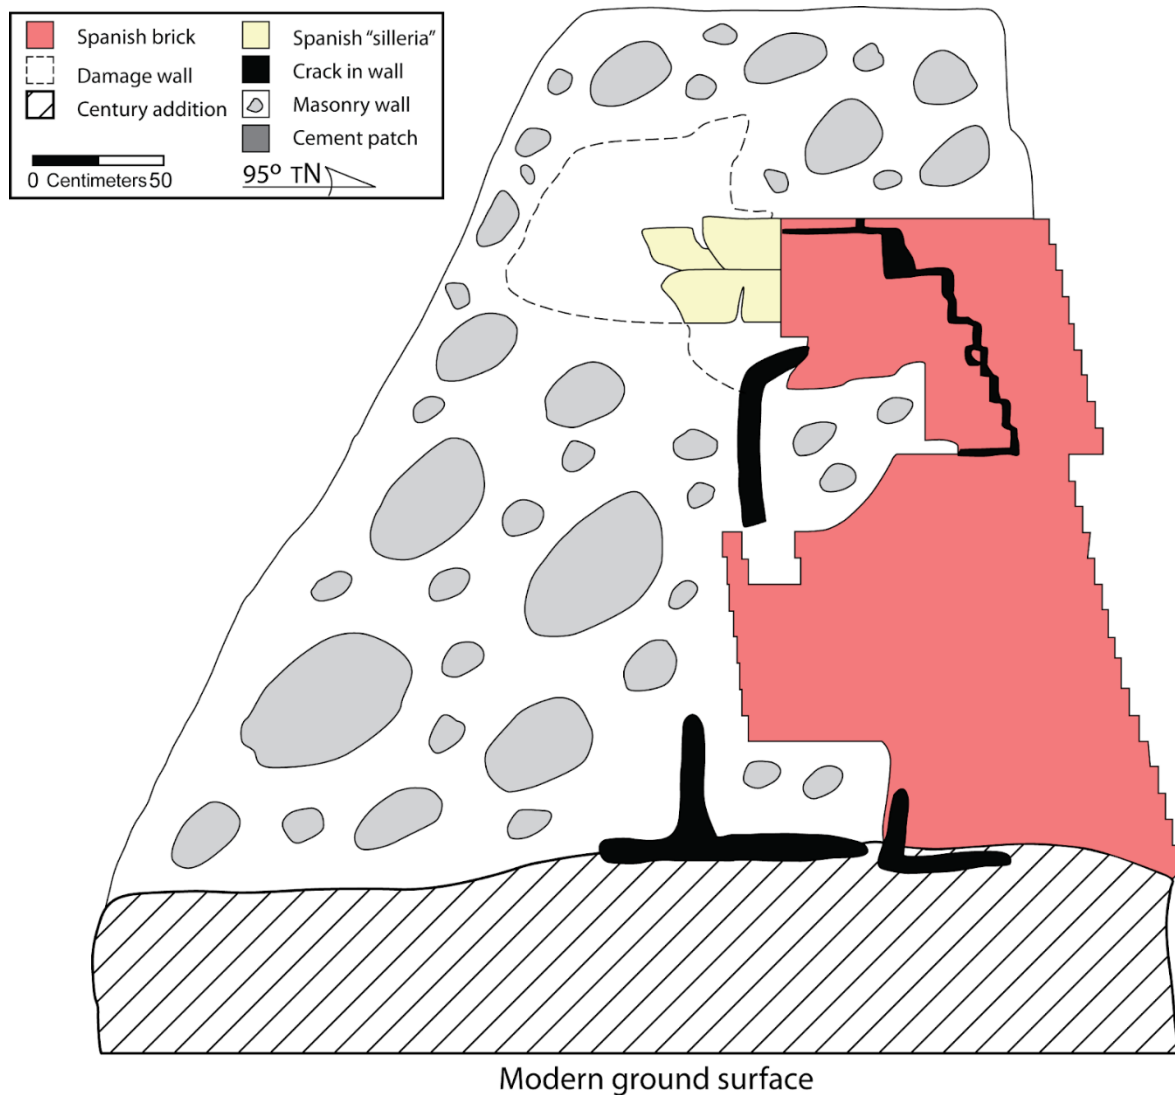 Spanish brick
Damage wall
Century addition
Spanish “silleria”
Crack in wall
Masonry wall
Cement patch
0 Centimeters 50
95º TN
Modern ground surface